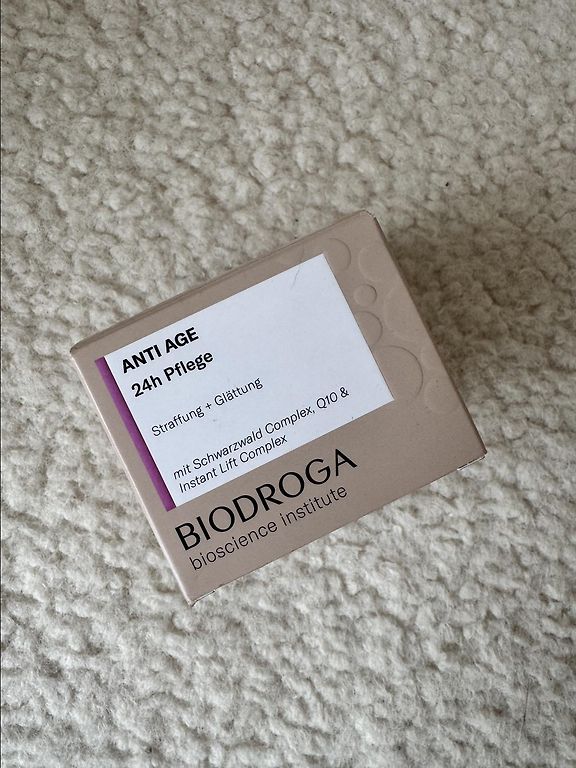 ANTI AGE
24h Pflege
Straffung + Glättung
mit Schwarzwald Complex, Q10 &
Instant Lift Complex
BIODROGA
bioscience institute